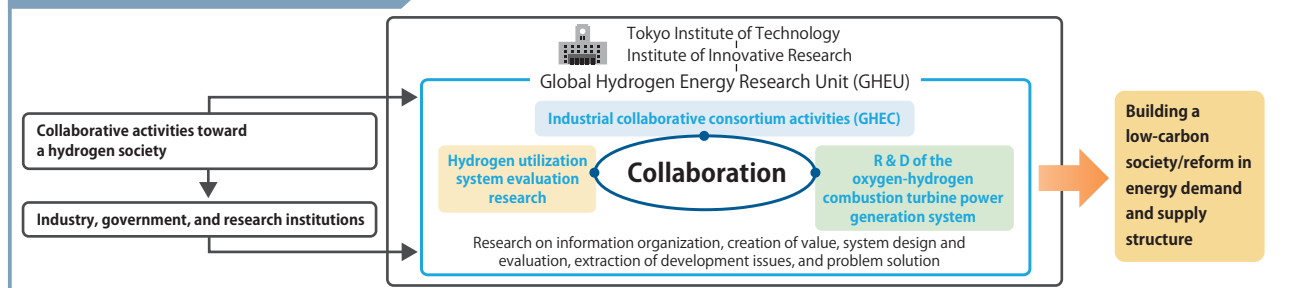 Tokyo Institute of Technology
Institute of Innovative Research
Global Hydrogen Energy Research Unit (GHEU)
Industrial collaborative consortium activities (GHEC)
Collaborative activities toward
a hydrogen society
Industry, government, and research institutions
Hydrogen utilization
system evaluation
research
Collaboration
R & D of the
oxygen-hydrogen
combustion turbine power
generation system
Research on information organization, creation of value, system design and
evaluation, extraction of development issues, and problem solution
Building a
low-carbon
society/reform in
energy demand
and supply
structure